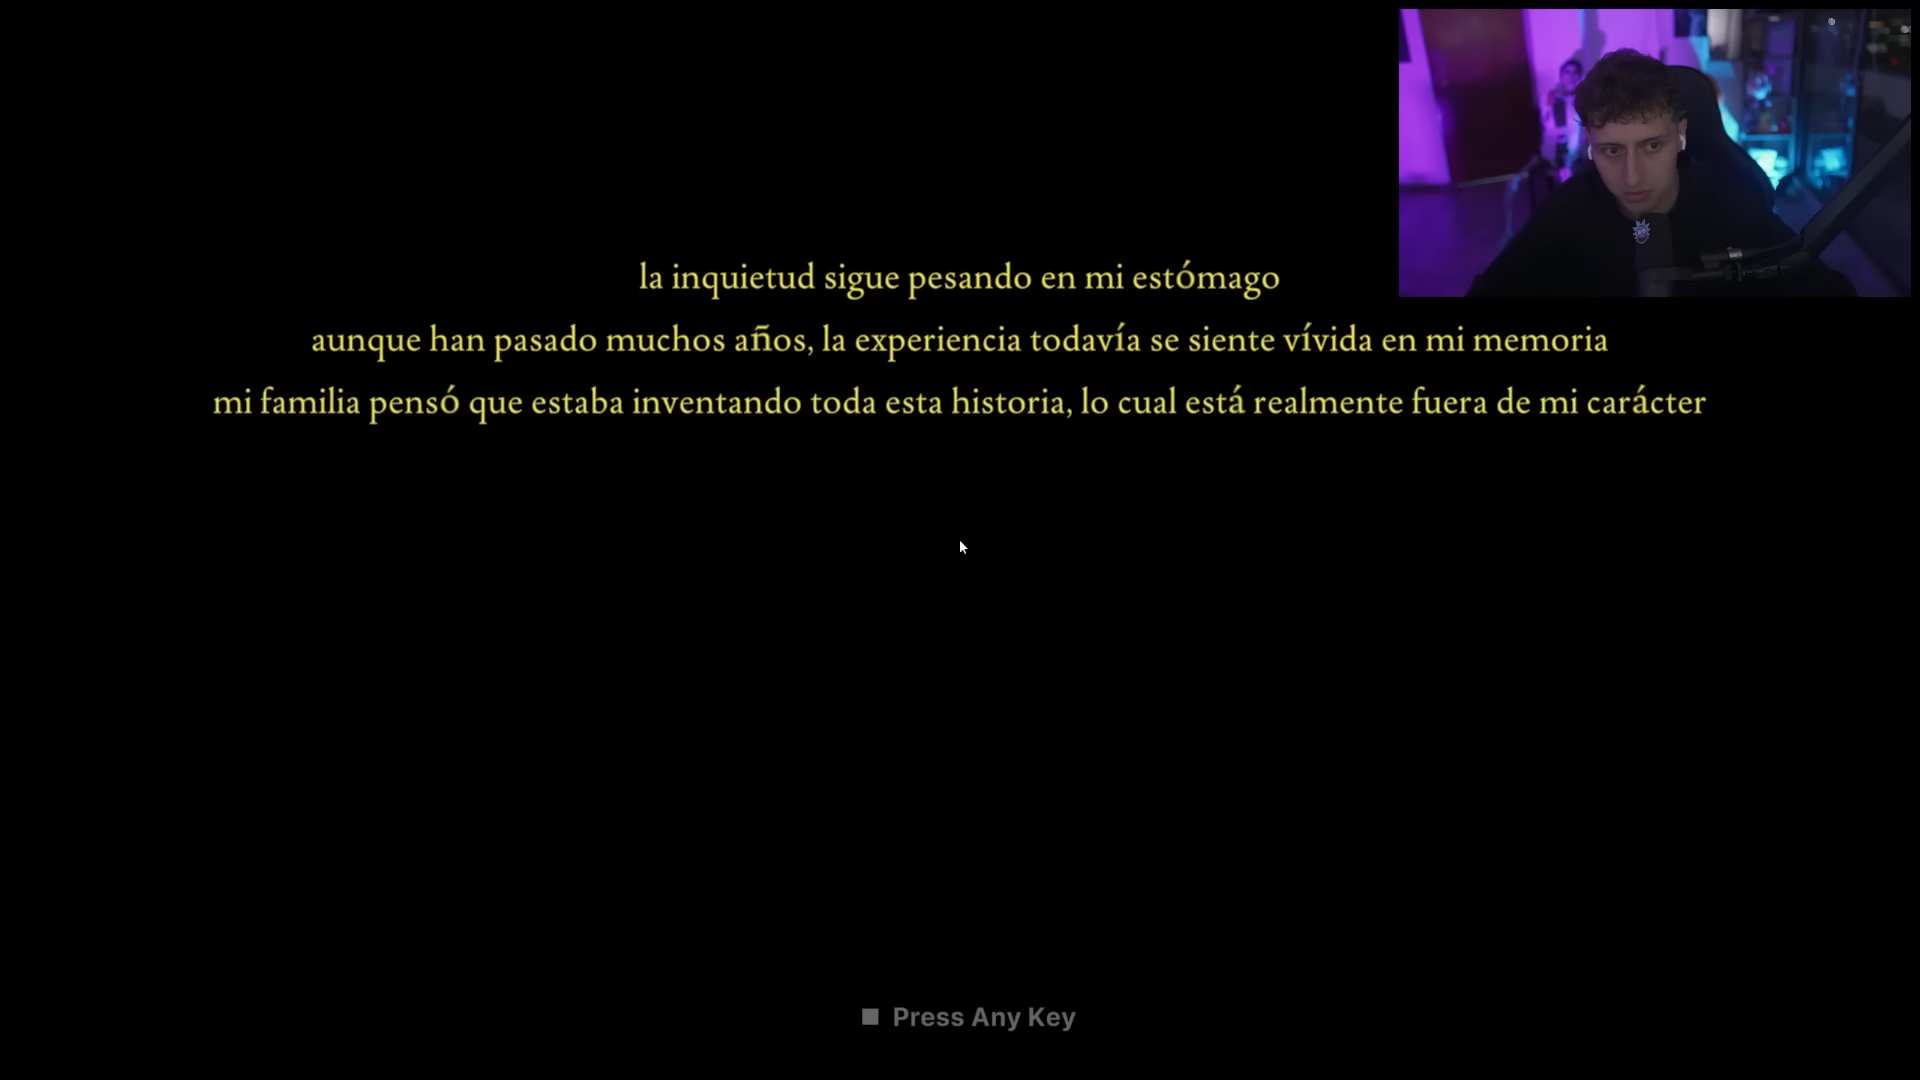 la inquietud sigue pesando en mi estómago
aunque han pasado muchos años, la experiencia todavía se siente vívida en mi memoria
mi familia pensó que estaba inventando toda esta historia, lo cual está realmente fuera de mi carácter
Press Any Key